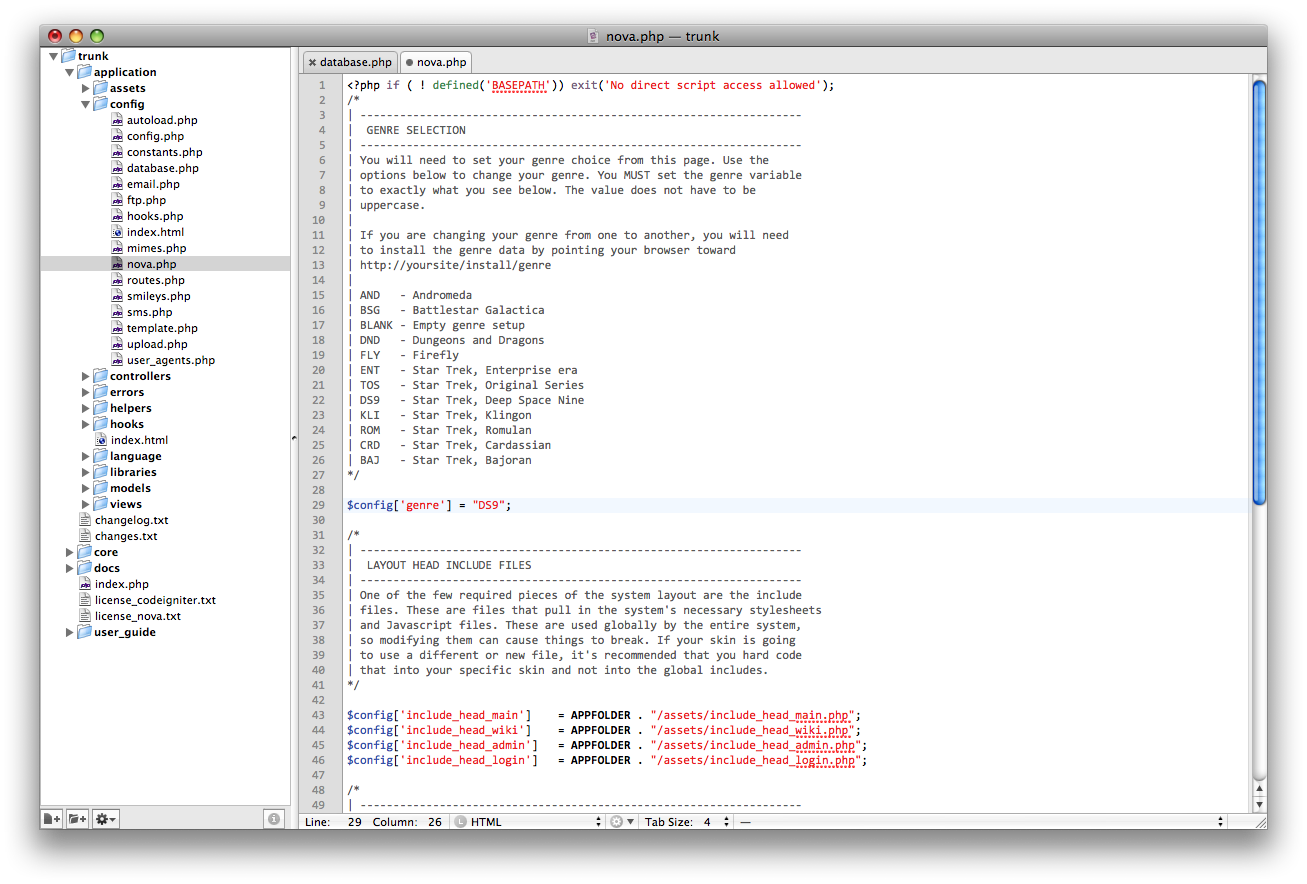 nova.php — trunk
trunk
application
assets
config
autoload.php
config.php
constants.php
database.php
email.php
ftp.php
hooks.php
index.html
mimes.php
nova.php
routes.php
smileys.php
sms.php
template.php
upload.php
user_agents.php
controllers
errors
helpers
hooks
index.html
language
libraries
models
views
changelog.txt
changes.txt
core
docs
index.php
license_codeigniter.txt
license_nova.txt
user_guide
database.php nova.php
1 <?php if ( ! defined('BASEPATH')) exit('No direct script access allowed');
2 /*
3 | -------------------------------------------------------------------
4 |  GENRE SELECTION
5 | -------------------------------------------------------------------
6 | You will need to set your genre choice from this page. Use the
7 | options below to change your genre. You MUST set the genre variable
8 | to exactly what you see below. The value does not have to be
9 | uppercase.
10 |
11 | If you are changing your genre from one to another, you will need
12 | to install the genre data by pointing your browser toward
13 | http://yoursite/install/genre
14 |
15 | AND   - Andromeda
16 | BSG   - Battlestar Galactica
17 | BLANK - Empty genre setup
18 | DND   - Dungeons and Dragons
19 | FLY   - Firefly
20 | ENT   - Star Trek, Enterprise era
21 | TOS   - Star Trek, Original Series
22 | DS9   - Star Trek, Deep Space Nine
23 | KLI   - Star Trek, Klingon
24 | ROM   - Star Trek, Romulan
25 | CRD   - Star Trek, Cardassian
26 | BAJ   - Star Trek, Bajoran
27 */
28
29 $config['genre'] = "DS9";
30
31 /*
32 | -------------------------------------------------------------------
33 |  LAYOUT HEAD INCLUDE FILES
34 | -------------------------------------------------------------------
35 | One of the few required pieces of the system layout are the include
36 | files. These are files that pull in the system's necessary stylesheets
37 | and Javascript files. These are used globally by the entire system,
38 | so modifying them can cause things to break. If your skin is going
39 | to use a different or new file, it's recommended that you hard code
40 | that into your specific skin and not into the global includes.
41 */
42
43 $config['include_head_main']    = APPFOLDER . "/assets/include_head_main.php";
44 $config['include_head_wiki']    = APPFOLDER . "/assets/include_head_wiki.php";
45 $config['include_head_admin']   = APPFOLDER . "/assets/include_head_admin.php";
46 $config['include_head_login']   = APPFOLDER . "/assets/include_head_login.php";
47
48 /*
49 | -------------------------------------------------------------------
Line: 29 Column: 26 L HTML Tab Size: 4 —